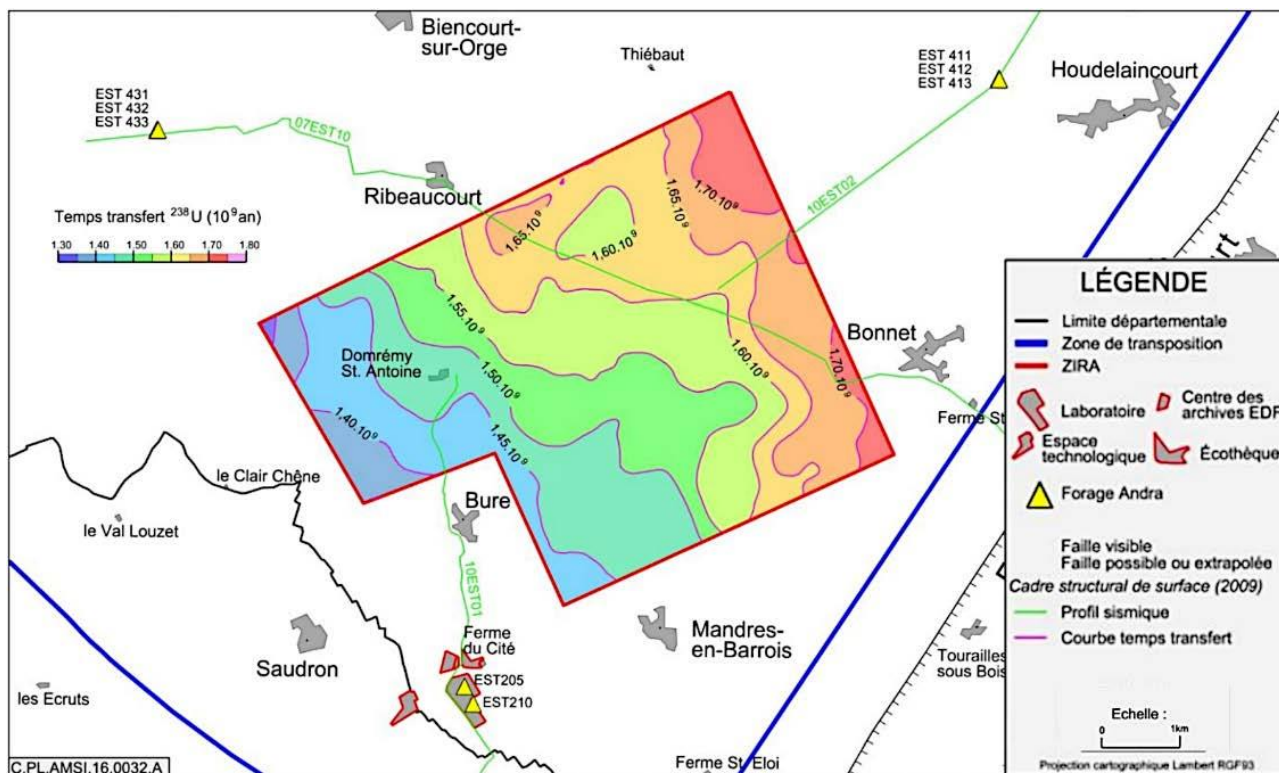 Biencourt-
sur-Orge
Thiébaut
EST 411
EST 412
EST 413
Houdelaincourt
EST 431
EST 432
EST 433
07EST10
Ribeaucourt
10EST02
Temps transfert ²³⁸U (10⁹an)
1.30 1.40 1.50 1.60 1.70 1.80
1,65.10⁹
1,60.10⁹
1,65.10⁹
1,70.10⁹
1,55.10⁹
1,50.10⁹
1,60.10⁹
1,70.10⁹
1,40.10⁹
1,45.10⁹
Domrémy
St. Antoine
Bonnet
Ferme St
le Clair Chêne
le Val Louzet
Bure
10EST01
Ferme
du Cité
EST205
EST210
Saudron
les Ecruts
Mandres-
en-Barrois
Tourailles
sous Bois
Ferme St. Eloi
C.PL.AMSI.16.0032.A
LÉGENDE
Limite départementale
Zone de transposition
ZIRA
Laboratoire
Centre des
archives EDF
Espace
technologique
Écothèque
Forage Andra
Faille visible
Faille possible ou extrapolée
Cadre structural de surface (2009)
Profil sismique
Courbe temps transfert
Echelle :
0 1km
Projection cartographique Lambert RGF93